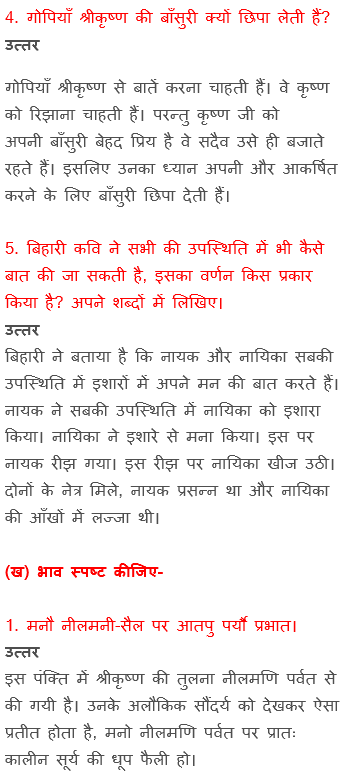 4. गोपियाँ श्रीकृष्ण की बाँसुरी क्यों छिपा लेती हैं?
उत्तर
गोपियाँ श्रीकृष्ण से बातें करना चाहती हैं। वे कृष्ण
को रिझाना चाहती हैं। परन्तु कृष्ण जी को
अपनी बाँसुरी बेहद प्रिय है वे सदैव उसे ही बजाते
रहते हैं। इसलिए उनका ध्यान अपनी और आकर्षित
करने के लिए बाँसुरी छिपा देती हैं।
5. बिहारी कवि ने सभी की उपस्थिति में भी कैसे
बात की जा सकती है, इसका वर्णन किस प्रकार
किया है? अपने शब्दों में लिखिए।
उत्तर
बिहारी ने बताया है कि नायक और नायिका सबकी
उपस्थिति में इशारों में अपने मन की बात करते हैं।
नायक ने सबकी उपस्थिति में नायिका को इशारा
किया। नायिका ने इशारे से मना किया। इस पर
नायक रीझ गया। इस रीझ पर नायिका खीज उठी।
दोनों के नेत्र मिले, नायक प्रसन्न था और नायिका
की आँखों में लज्जा थी।
(ख) भाव स्पष्ट कीजिए-
1. मनौ नीलमनी-सैल पर आतपु पर्यौ प्रभात।
उत्तर
इस पंक्ति में श्रीकृष्ण की तुलना नीलमणि पर्वत से
की गयी है। उनके अलौकिक सौंदर्य को देखकर ऐसा
प्रतीत होता है, मनो नीलमणि पर्वत पर प्रातः
कालीन सूर्य की धूप फैली हो।